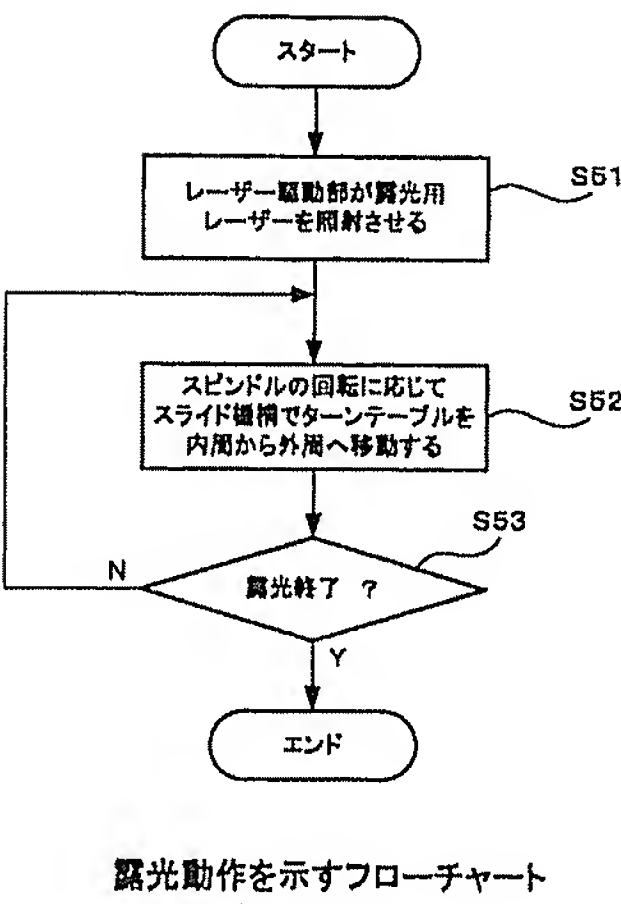 スタート
レーザー駆動部が露光用
レーザーを照射させる
S51
スピンドルの回転に応じて
スライド機構でターンテーブルを
内周から外周へ移動する
S52
S53
露光終了 ?
N
Y
エンド
露光動作を示すフローチャート